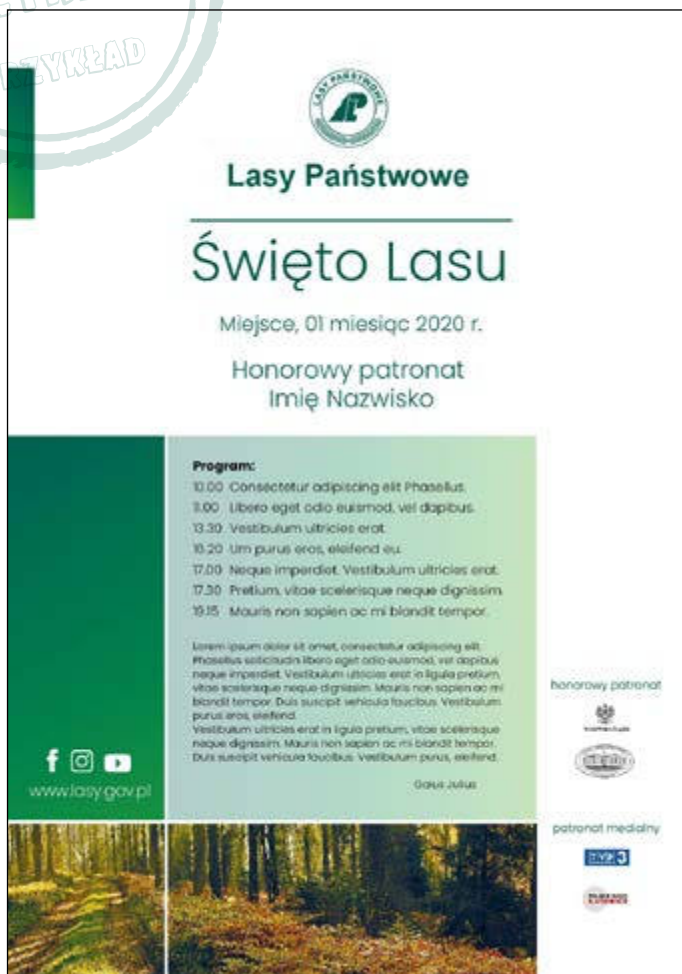 PRZYKŁAD
LASY PAŃSTWOWE
Lasy Państwowe
Święto Lasu
Miejsce, 01 miesiąc 2020 r.
Honorowy patronat
Imię Nazwisko
Program:
10.00 Consectetur adipiscing elit Phasellus.
11.00 Libero eget odio euismod, vel dapibus.
13.30 Vestibulum ultricies erat.
16.20 Um purus eros, eleifend eu.
17.00 Neque imperdiet. Vestibulum ultricies erat.
17.30 Pretium, vitae scelerisque neque dignissim.
19.15 Mauris non sapien ac mi blandit tempor.
Lorem ipsum dolor sit amet, consectetur adipiscing elit.
Phasellus sollicitudin libero eget odio euismod, vel dapibus
neque imperdiet. Vestibulum ultricies erat in ligula pretium,
vitae scelerisque neque dignissim. Mauris non sapien ac mi
blandit tempor. Duis suscipit vehicula faucibus. Vestibulum
purus eros, eleifend.
Vestibulum ultricies erat in ligula pretium, vitae scelerisque
neque dignissim. Mauris non sapien ac mi blandit tempor.
Duis suscipit vehicula faucibus. Vestibulum purus, eleifend.
Gaius Julius
www.lasy.gov.pl
honorowy patronat
patronat medialny
TVP3